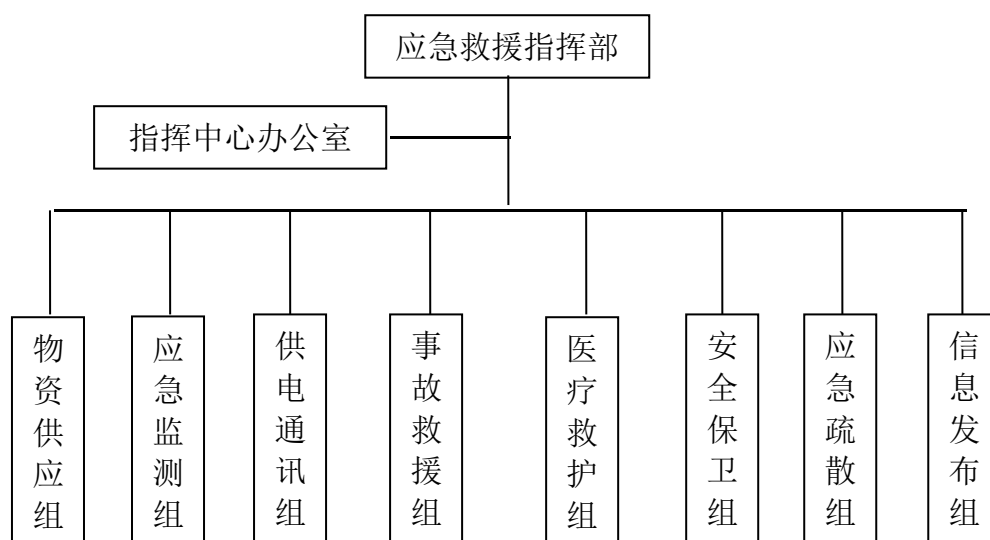 应急救援指挥部
指挥中心办公室
物资供应组
应急监测组
供电通讯组
事故救援组
医疗救护组
安全保卫组
应急疏散组
信息发布组